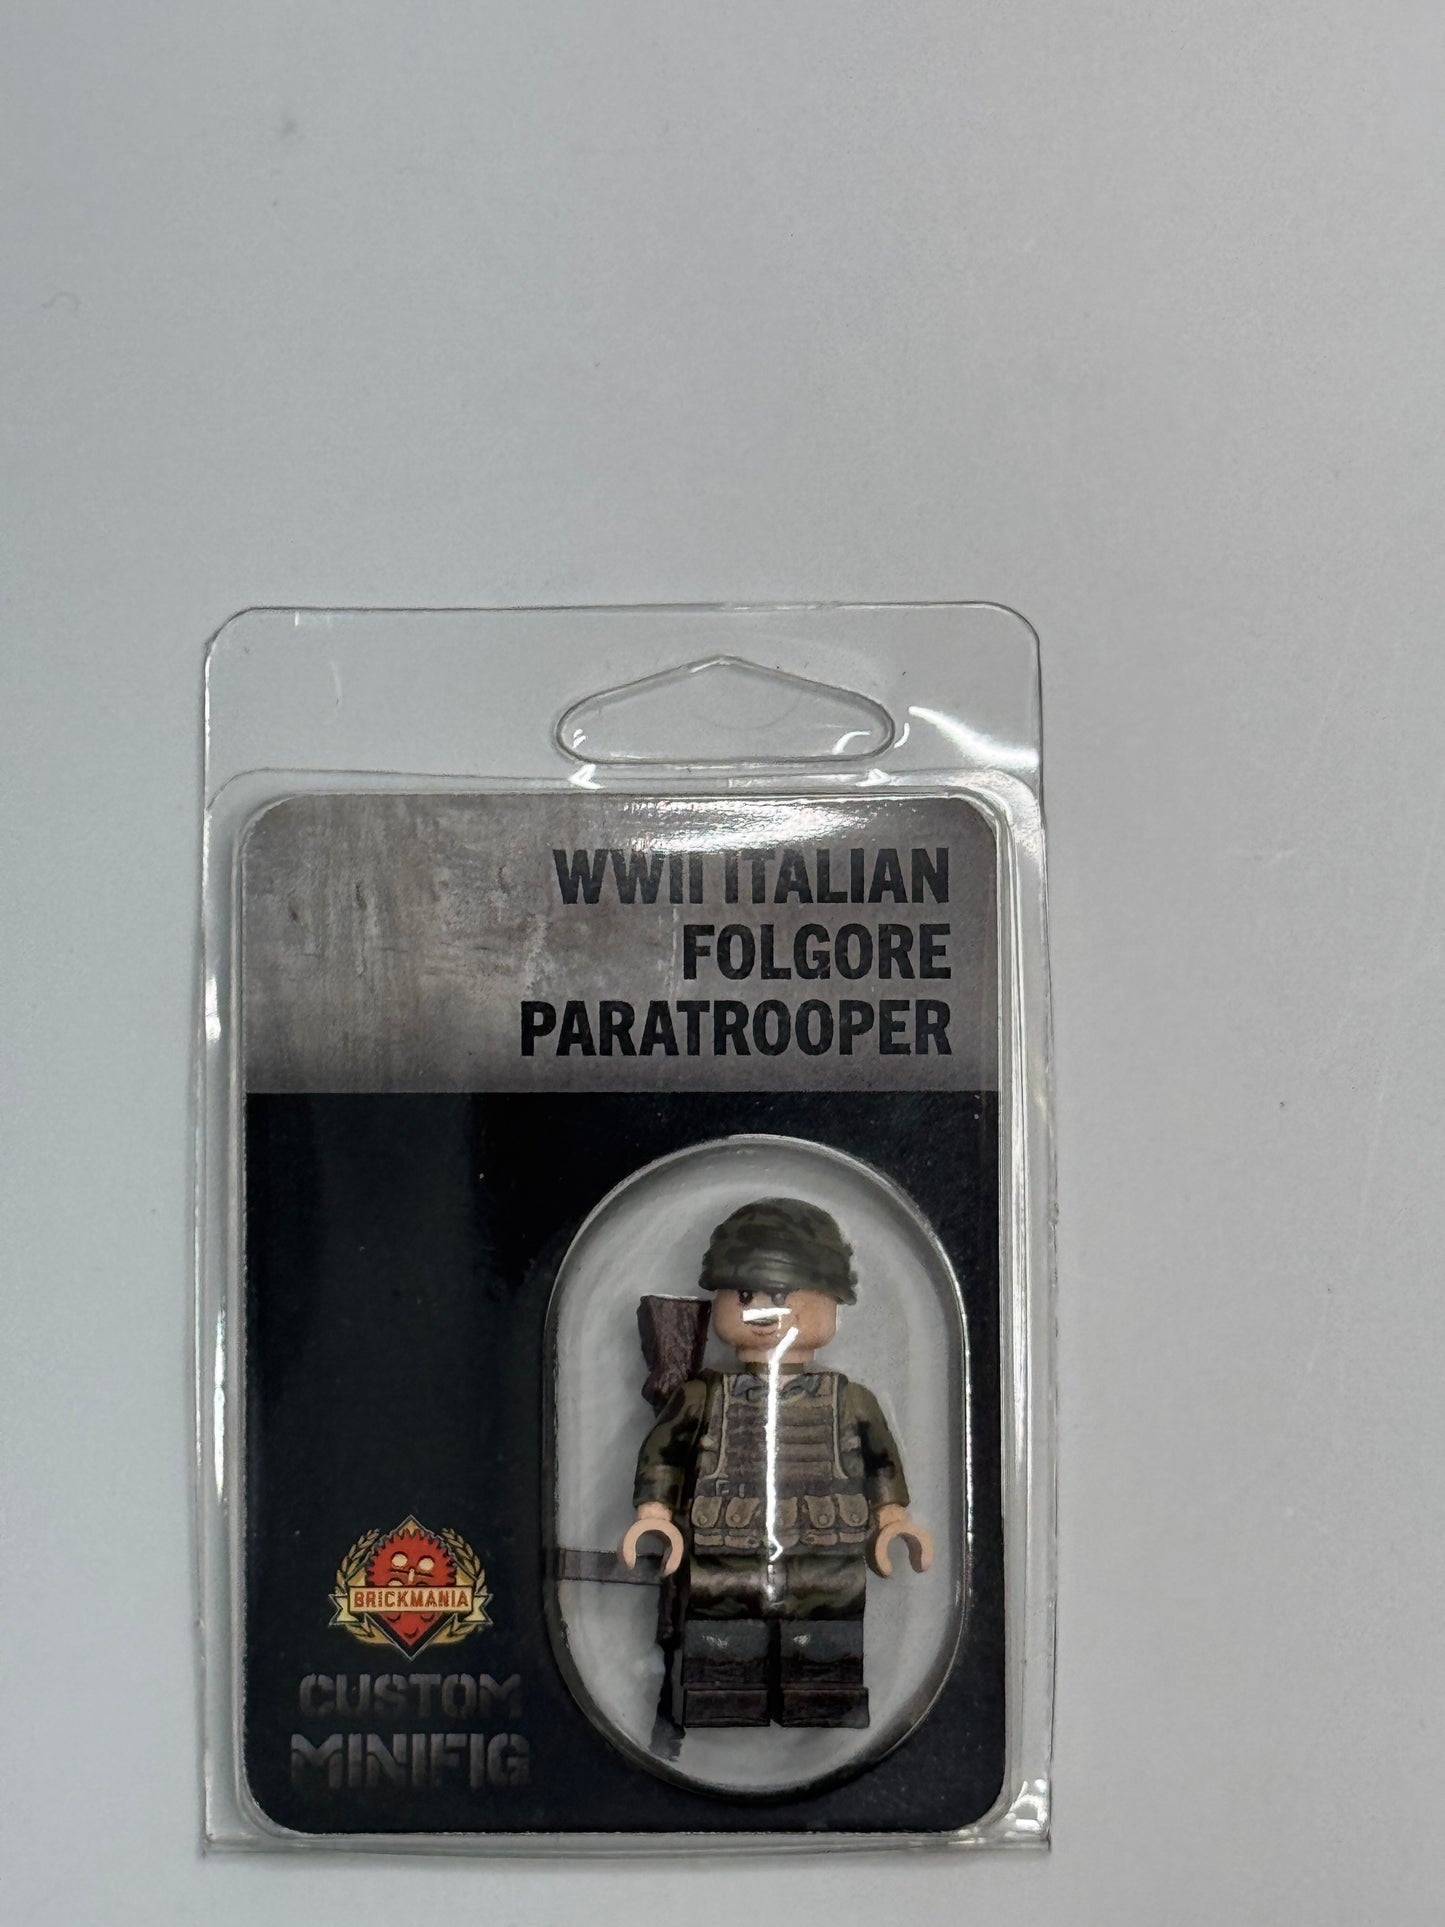 WWII ITALIAN
FOLGORE
PARATROOPER
BRICKMANIA
CUSTOM
MINIFIG